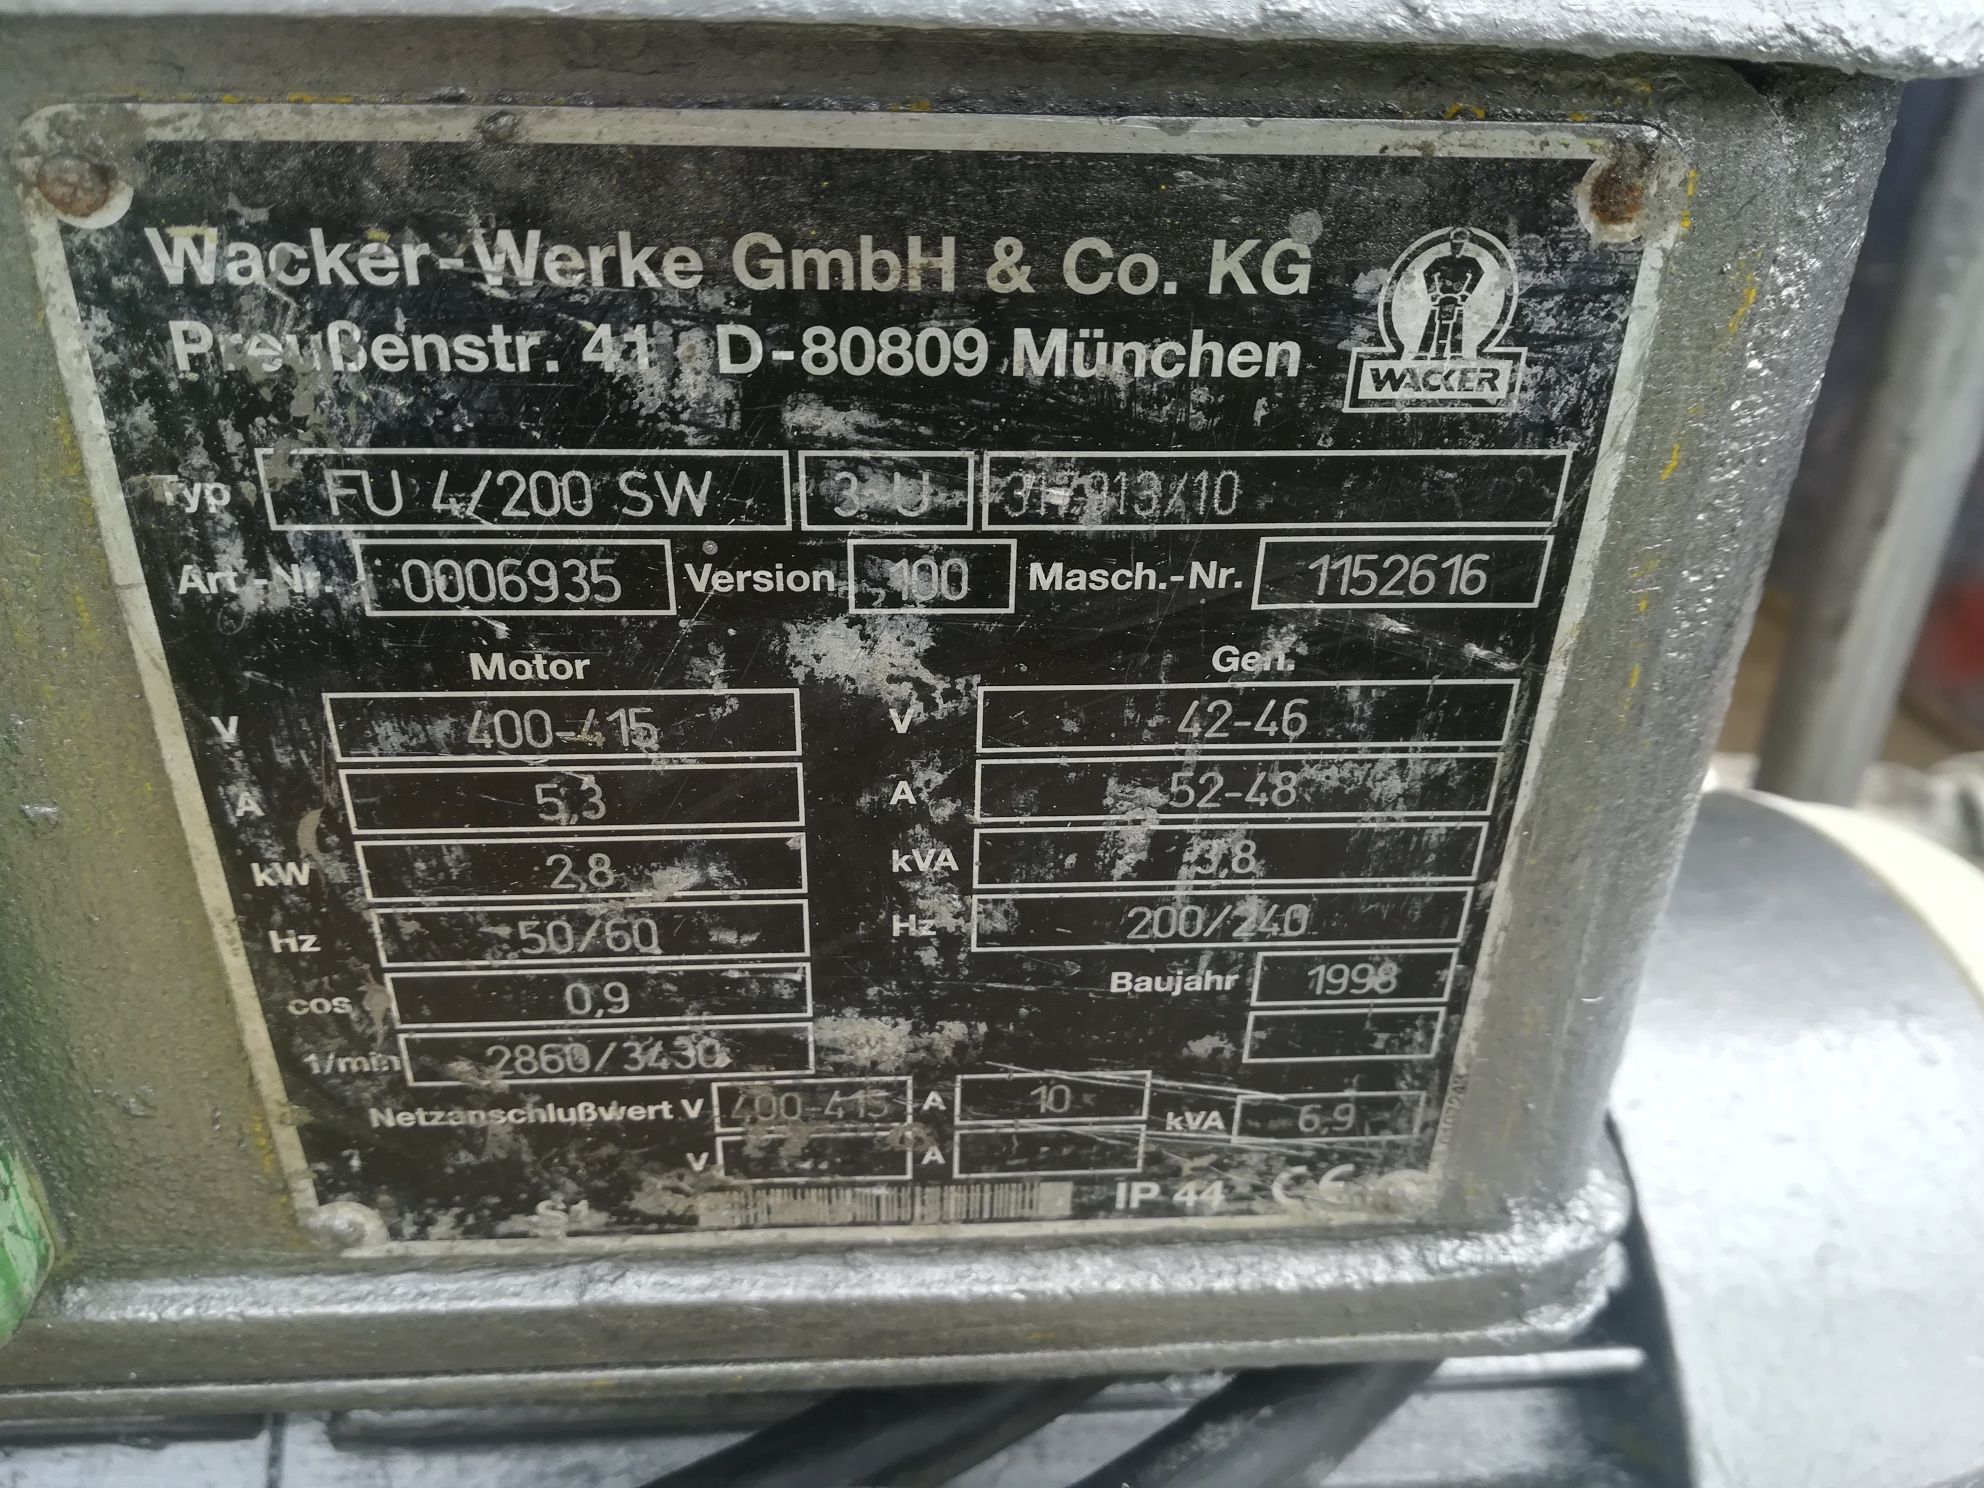 Wacker-Werke GmbH & Co. KG
Preußenstr. 41 · D-80809 München
WACKER
Typ FU 4/200 SW 3 U
Art.-Nr. 0006935 Version 100 Masch.-Nr. 1152616
Motor Gen.
V 400-415 V 42-46
A 5,3 A 52-48
kW 2,8 kVA 3,8
Hz 50/60 Hz 200/240
cos 0,9 Baujahr 1998
1/min 2860/3430
Netzanschlußwert V 400-415 A 10 kVA 6,9
V A
S1 IP 44 CE